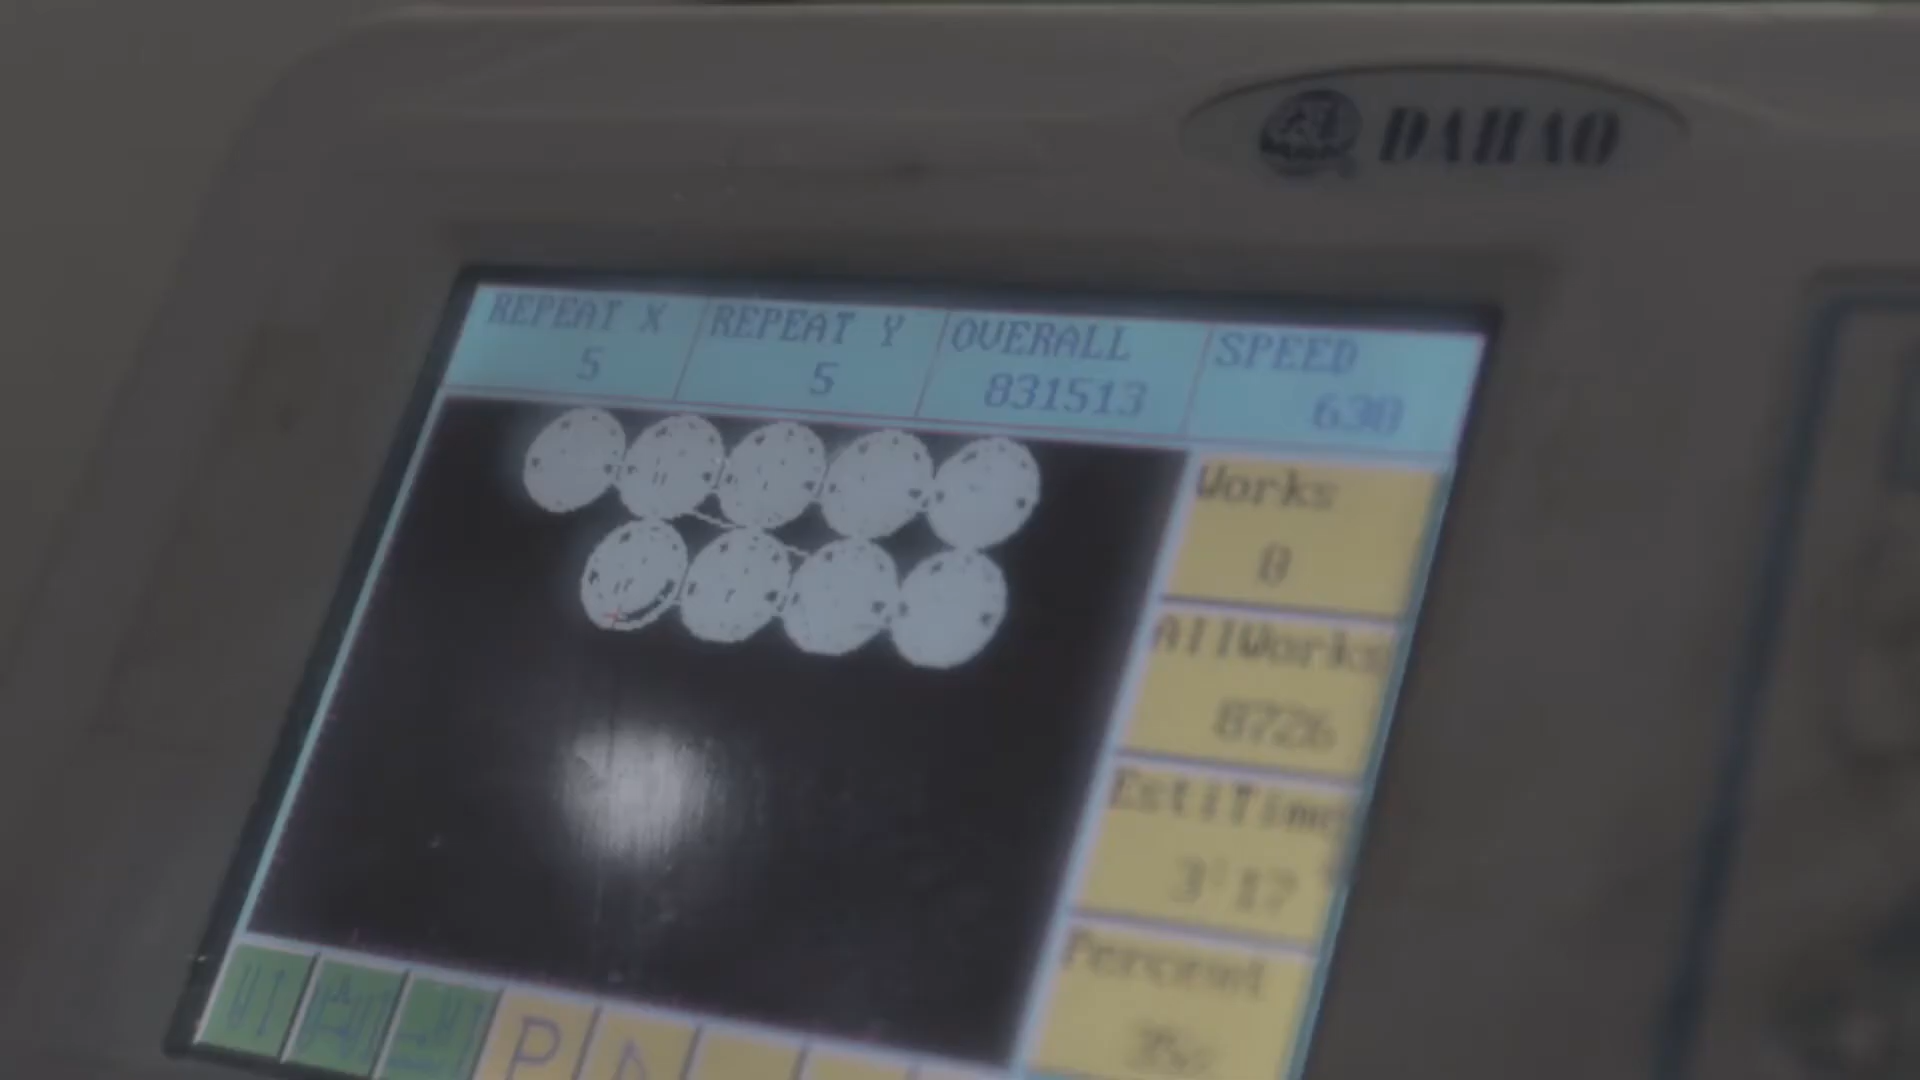 DAHAO
REPEAT X REPEAT Y OVERALL SPEED
5 5 831513 630
Works
0
AllWorks
8726
EstiTime
3'17
Percent
P